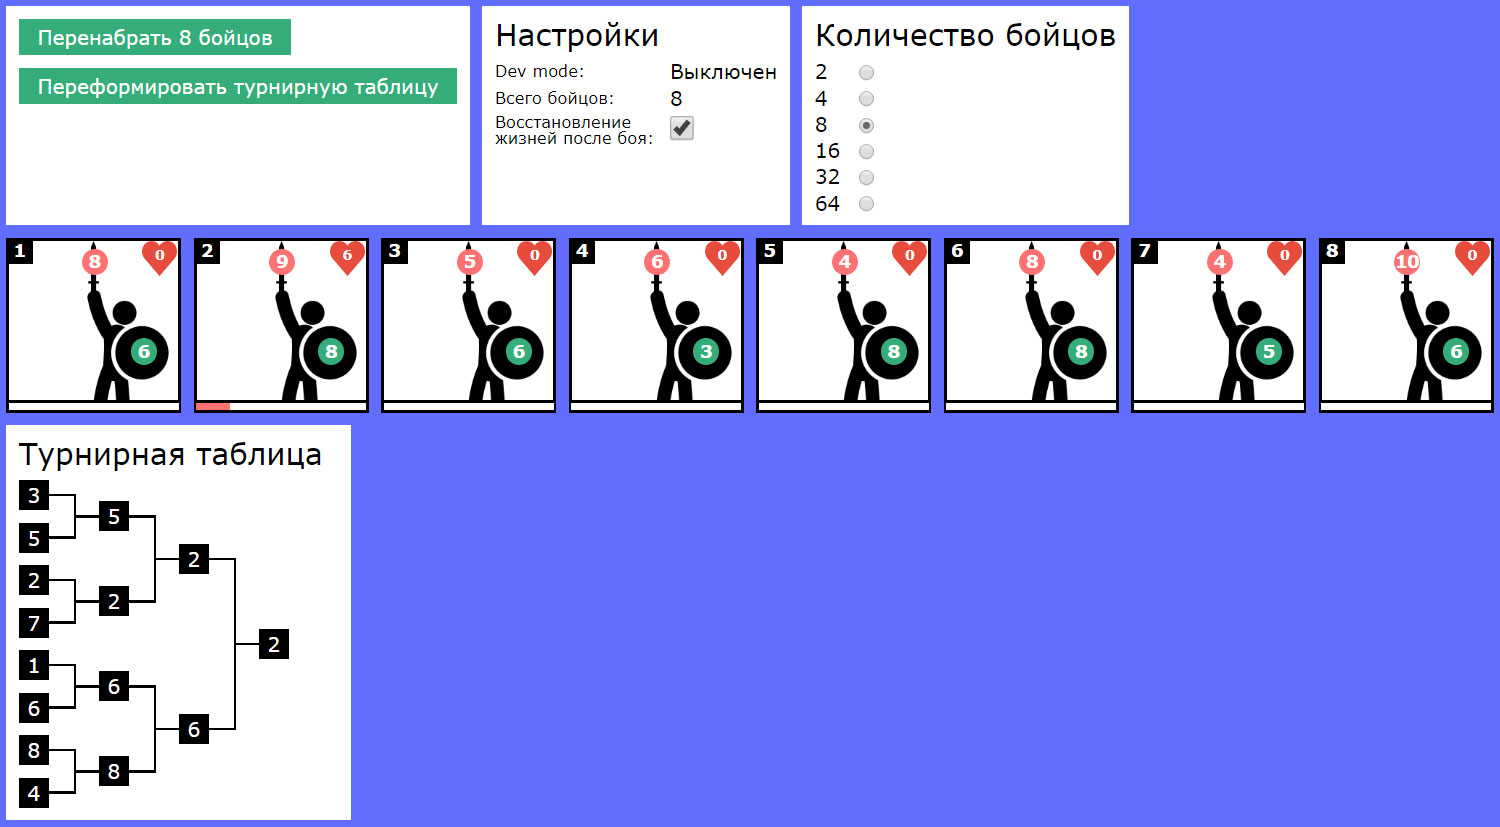 Перенабрать 8 бойцов
Переформировать турнирную таблицу
Настройки
Dev mode: Выключен
Всего бойцов: 8
Восстановление
жизней после боя:
Количество бойцов
2
4
8
16
32
64
1 8 0
6
2 9 6
8
3 5 0
6
4 6 0
3
5 4 0
8
6 8 0
8
7 4 0
5
8 10 0
6
Турнирная таблица
3
5
5
2
2
2
7
2
1
6
6
6
8
8
4